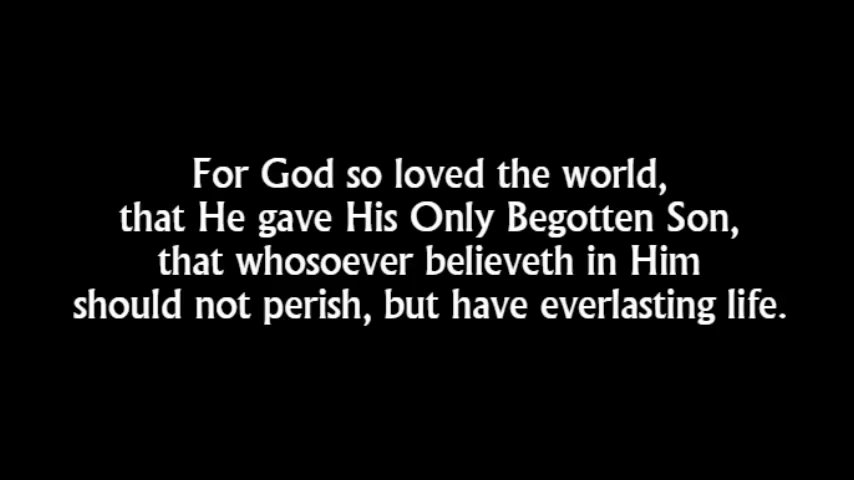 For God so loved the world,
that He gave His Only Begotten Son,
that whosoever believeth in Him
should not perish, but have everlasting life.